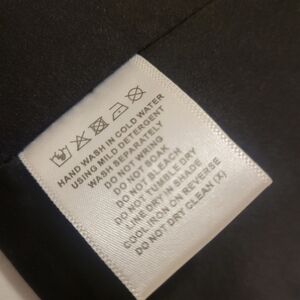 HAND WASH IN COLD WATER
USING MILD DETERGENT
WASH SEPARATELY
DO NOT WRING
DO NOT SOAK
DO NOT BLEACH
DO NOT TUMBLE DRY
LINE DRY IN SHADE
COOL IRON ON REVERSE
DO NOT DRY CLEAN (X)